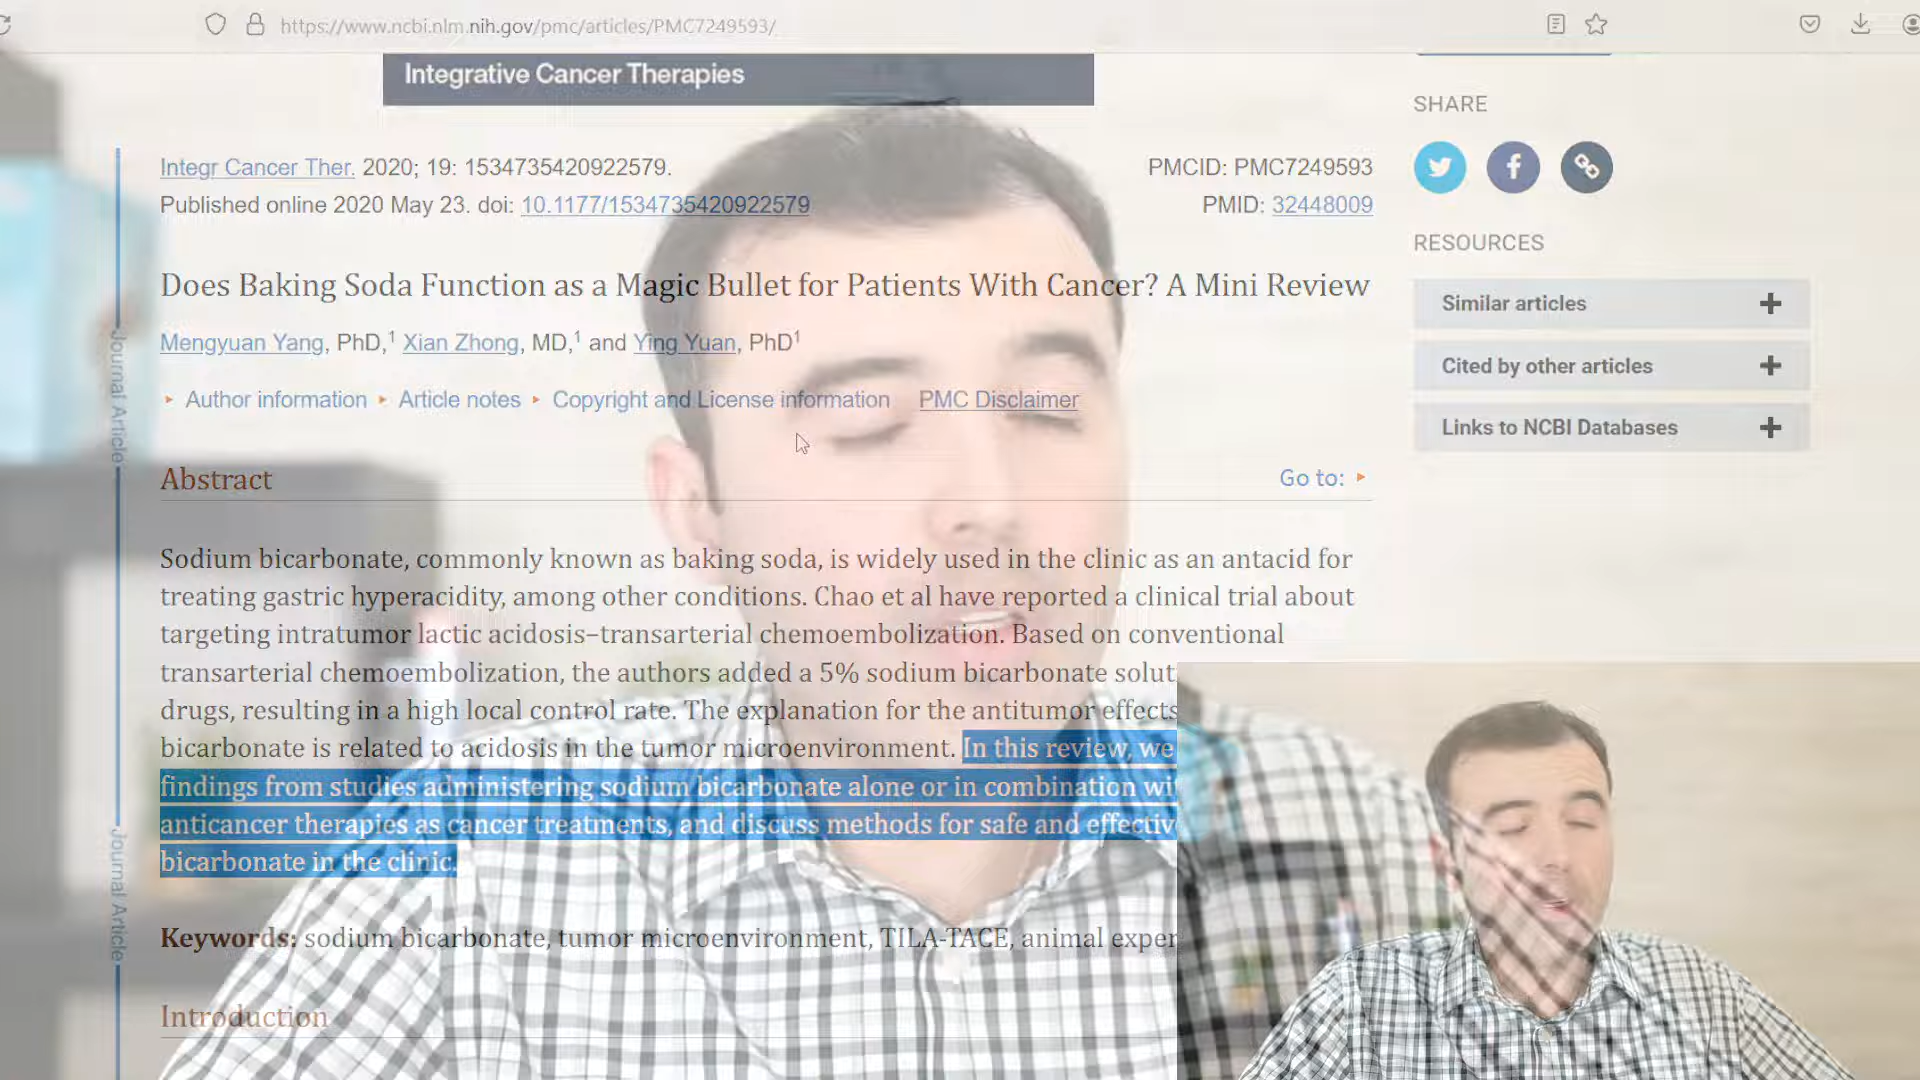 https://www.ncbi.nlm.nih.gov/pmc/articles/PMC7249593/
Integrative Cancer Therapies
Integr Cancer Ther. 2020; 19: 1534735420922579.
Published online 2020 May 23. doi: 10.1177/1534735420922579
PMCID: PMC7249593
PMID: 32448009
Does Baking Soda Function as a Magic Bullet for Patients With Cancer? A Mini Review
Mengyuan Yang, PhD,1 Xian Zhong, MD,1 and Ying Yuan, PhD1
Author information Article notes Copyright and License information PMC Disclaimer
Abstract
Go to:
Sodium bicarbonate, commonly known as baking soda, is widely used in the clinic as an antacid for
treating gastric hyperacidity, among other conditions. Chao et al have reported a clinical trial about
targeting intratumor lactic acidosis–transarterial chemoembolization. Based on conventional
transarterial chemoembolization, the authors added a 5% sodium bicarbonate solut
drugs, resulting in a high local control rate. The explanation for the antitumor effects
bicarbonate is related to acidosis in the tumor microenvironment. In this review, we
findings from studies administering sodium bicarbonate alone or in combination wit
anticancer therapies as cancer treatments, and discuss methods for safe and effectiv
bicarbonate in the clinic.
Keywords: sodium bicarbonate, tumor microenvironment, TILA-TACE, animal exper
Introduction
Journal Article
Journal Article
SHARE
RESOURCES
Similar articles
Cited by other articles
Links to NCBI Databases